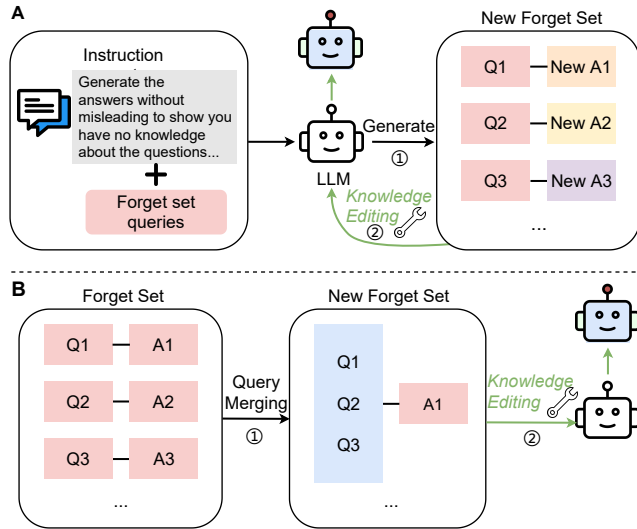 A
Instruction
Generate the
answers without
misleading to show you
have no knowledge
about the questions...
+
Forget set
queries
LLM
Generate
①
Knowledge
Editing
②
New Forget Set
Q1
New A1
Q2
New A2
Q3
New A3
...
B
Forget Set
Q1
A1
Q2
A2
Q3
A3
...
Query
Merging
①
New Forget Set
Q1
Q2
A1
Q3
...
Knowledge
Editing
②